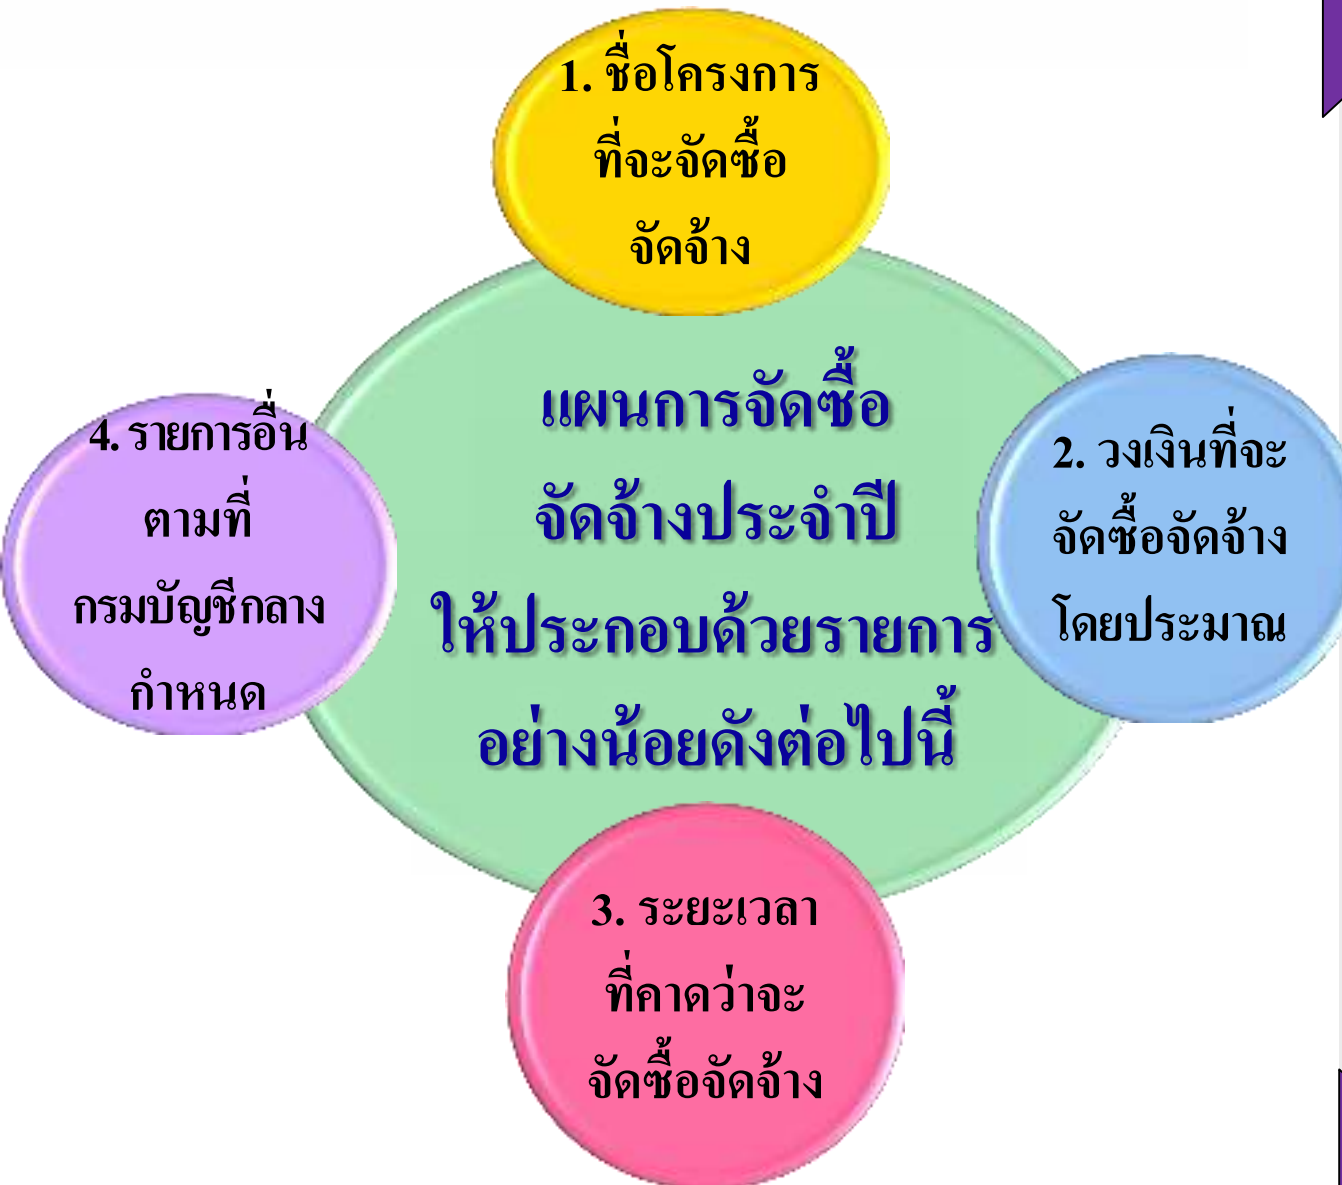 1. ชื่อโครงการ
ที่จะจัดซื้อ
จัดจ้าง
แผนการจัดซื้อ
จัดจ้างประจำปี
ให้ประกอบด้วยรายการ
อย่างน้อยดังต่อไปนี้
2. วงเงินที่จะ
จัดซื้อจัดจ้าง
โดยประมาณ
3. ระยะเวลา
ที่คาดว่าจะ
จัดซื้อจัดจ้าง
4. รายการอื่น
ตามที่
กรมบัญชีกลาง
กำหนด